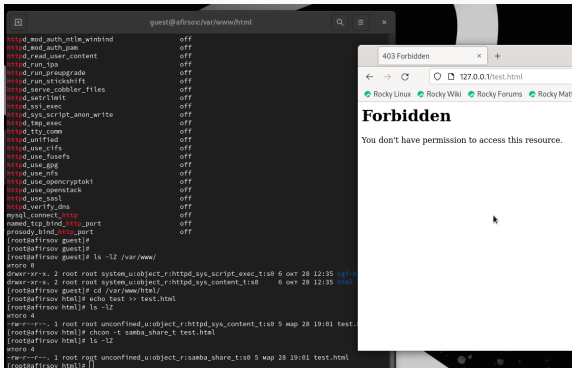 guest@afirsov:/var/www/html
httpd_mod_auth_ntlm_winbind off
httpd_mod_auth_pam off
httpd_read_user_content off
httpd_run_ipa off
httpd_run_preupgrade off
httpd_run_stickshift off
httpd_serve_cobbler_files off
httpd_setrlimit off
httpd_ssi_exec off
httpd_sys_script_anon_write off
httpd_tmp_exec off
httpd_tty_comm off
httpd_unified off
httpd_use_cifs off
httpd_use_fusefs off
httpd_use_gpg off
httpd_use_nfs off
httpd_use_opencryptoki off
httpd_use_openstack off
httpd_use_sasl off
httpd_verify_dns off
mysql_connect_http off
named_tcp_bind_http_port off
prosody_bind_http_port off
[root@afirsov guest]#
[root@afirsov guest]#
[root@afirsov guest]# ls -lZ /var/www/
итого 0
drwxr-xr-x. 2 root root system_u:object_r:httpd_sys_script_exec_t:s0 6 окт 28 12:35 cgi-b
drwxr-xr-x. 2 root root system_u:object_r:httpd_sys_content_t:s0 6 окт 28 12:35 html
[root@afirsov guest]# cd /var/www/html/
[root@afirsov html]# echo test >> test.html
[root@afirsov html]# ls -lZ
итого 4
-rw-r--r--. 1 root root unconfined_u:object_r:httpd_sys_content_t:s0 5 мар 28 19:01 test.
[root@afirsov html]# chcon -t samba_share_t test.html
[root@afirsov html]# ls -lZ
итого 4
-rw-r--r--. 1 root root unconfined_u:object_r:samba_share_t:s0 5 мар 28 19:01 test.html
[root@afirsov html]#
403 Forbidden
127.0.0.1/test.html
Rocky Linux Rocky Wiki Rocky Forums Rocky Mat
Forbidden
You don't have permission to access this resource.